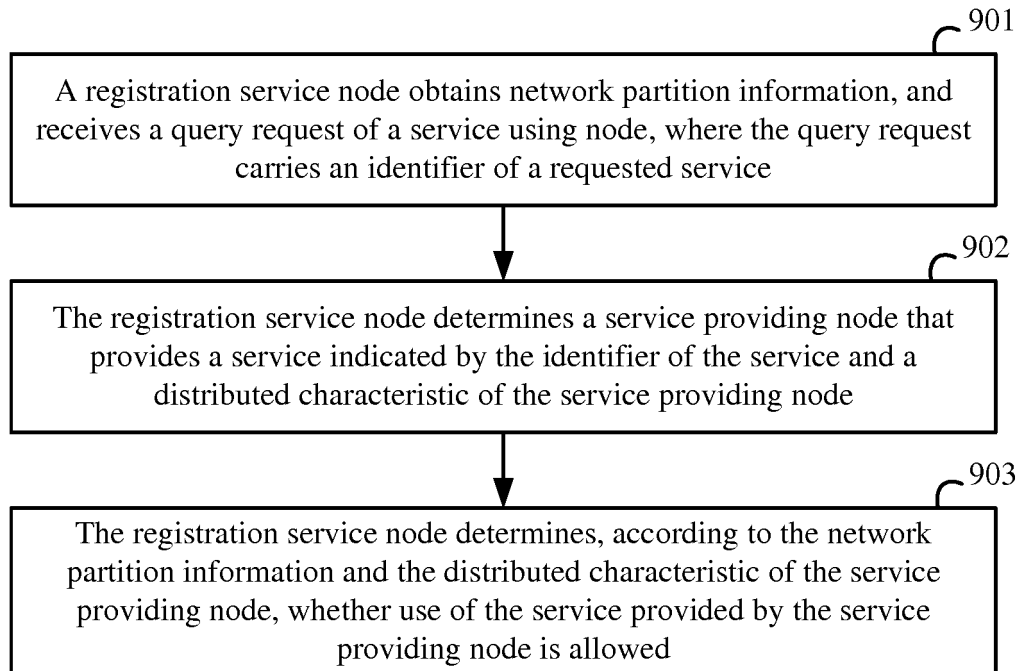 901
A registration service node obtains network partition information, and
receives a query request of a service using node, where the query request
carries an identifier of a requested service
902
The registration service node determines a service providing node that
provides a service indicated by the identifier of the service and a
distributed characteristic of the service providing node
903
The registration service node determines, according to the network
partition information and the distributed characteristic of the service
providing node, whether use of the service provided by the service
providing node is allowed